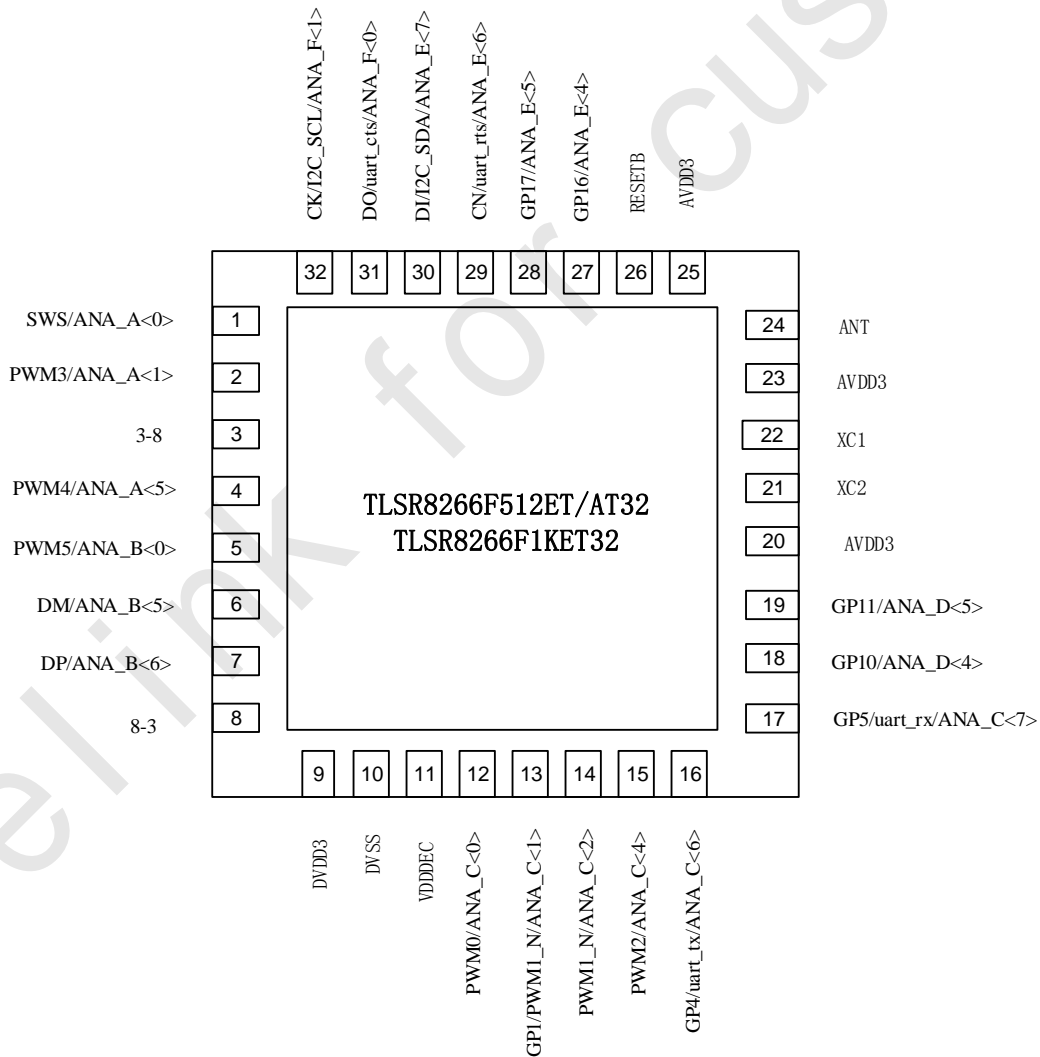 CK/I2C_SCL/ANA_F<1>
DO/uart_cts/ANA_F<0>
DI/I2C_SDA/ANA_E<7>
CN/uart_rts/ANA_E<6>
GP17/ANA_E<5>
GP16/ANA_E<4>
RESETB
AVDD3
32 31 30 29 28 27 26 25
SWS/ANA_A<0> 1
PWM3/ANA_A<1> 2
3-8 3
PWM4/ANA_A<5> 4
PWM5/ANA_B<0> 5
DM/ANA_B<5> 6
DP/ANA_B<6> 7
8-3 8
TLSR8266F512ET/AT32
TLSR8266F1KET32
24 ANT
23 AVDD3
22 XC1
21 XC2
20 AVDD3
19 GP11/ANA_D<5>
18 GP10/ANA_D<4>
17 GP5/uart_rx/ANA_C<7>
9 10 11 12 13 14 15 16
DVDD3
DVSS
VDDDEC
PWM0/ANA_C<0>
GP1/PWM1_N/ANA_C<1>
PWM1_N/ANA_C<2>
PWM2/ANA_C<4>
GP4/uart_tx/ANA_C<6>
elink for cus